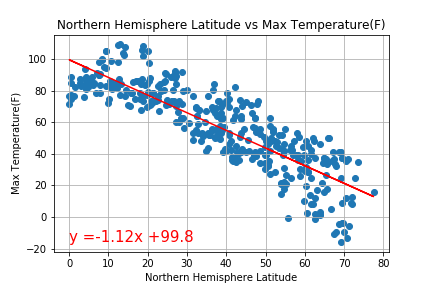 Northern Hemisphere Latitude vs Max Temperature(F)
Max Temperature(F)
100
80
60
40
20
0
−20
y =-1.12x +99.8
0 10 20 30 40 50 60 70 80
Northern Hemisphere Latitude